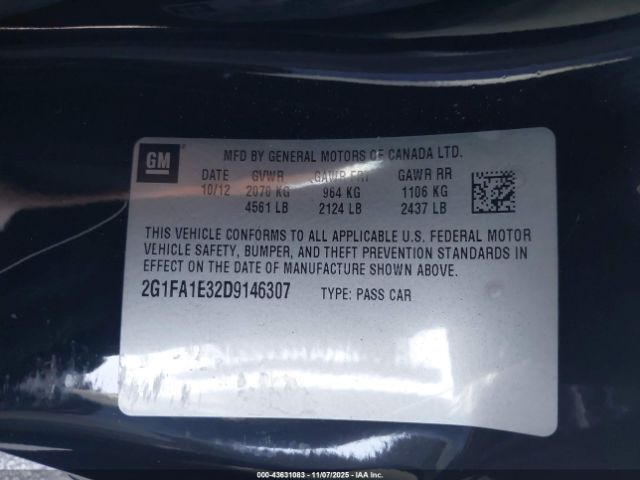 GM
MFD BY GENERAL MOTORS OF CANADA LTD.
DATE GVWR GAWR FRT GAWR RR
10/12 2070 KG 964 KG 1106 KG
4561 LB 2124 LB 2437 LB
THIS VEHICLE CONFORMS TO ALL APPLICABLE U.S. FEDERAL MOTOR
VEHICLE SAFETY, BUMPER, AND THEFT PREVENTION STANDARDS IN
EFFECT ON THE DATE OF MANUFACTURE SHOWN ABOVE.
2G1FA1E32D9146307 TYPE: PASS CAR
000-43631083 - 11/07/2025 - IAA Inc.